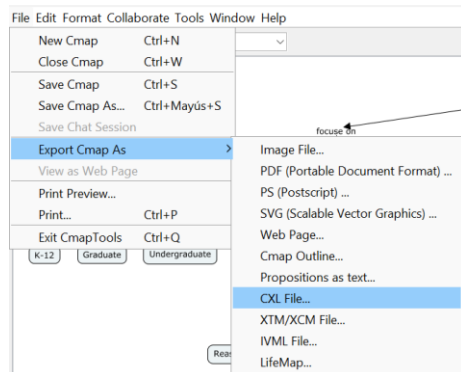 File Edit Format Collaborate Tools Window Help
New Cmap Ctrl+N
Close Cmap Ctrl+W
Save Cmap Ctrl+S
Save Cmap As... Ctrl+Mayús+S
Save Chat Session
focuse on
Export Cmap As
Image File...
View as Web Page
PDF (Portable Document Format) ...
Print Preview...
PS (Postscript) ...
Print... Ctrl+P
SVG (Scalable Vector Graphics) ...
Web Page...
Exit CmapTools Ctrl+Q
K-12 Graduate Undergraduate
Cmap Outline...
Propositions as text...
CXL File...
XTM/XCM File...
IVML File...
Reas
LifeMap...